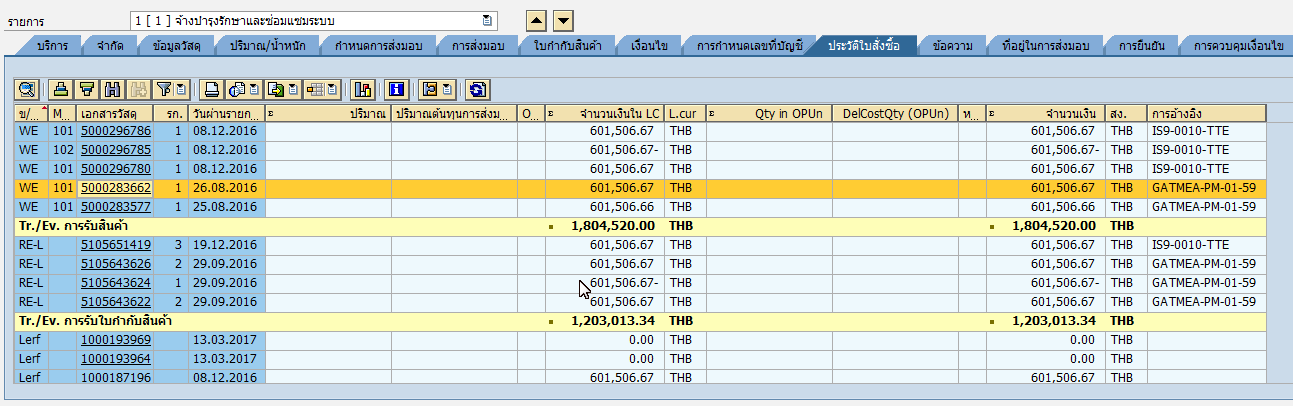 รายการ 1 [ 1 ] จ้างบำรุงรักษาและซ่อมแซมระบบ
บริการ จำกัด ข้อมูลวัสดุ ปริมาณ/น้ำหนัก กำหนดการส่งมอบ การส่งมอบ ใบกำกับสินค้า เงื่อนไข การกำหนดเลขที่บัญชี ประวัติใบสั่งซื้อ ข้อความ ที่อยู่ในการส่งมอบ การยืนยัน การควบคุมเงื่อนไข
ข/... M... เอกสารวัสดุ รก. วันผ่านรายก... Σ ปริมาณ ปริมาณต้นทุนการส่งม... O... Σ จำนวนเงินใน LC L.cur Σ Qty in OPUn DelCostQty (OPUn) ห... Σ จำนวนเงิน สง. การอ้างอิง
WE 101 5000296786 1 08.12.2016 601,506.67 THB 601,506.67 THB IS9-0010-TTE
WE 102 5000296785 1 08.12.2016 601,506.67- THB 601,506.67- THB IS9-0010-TTE
WE 101 5000296780 1 08.12.2016 601,506.67 THB 601,506.67 THB IS9-0010-TTE
WE 101 5000283662 1 26.08.2016 601,506.67 THB 601,506.67 THB GATMEA-PM-01-59
WE 101 5000283577 1 25.08.2016 601,506.66 THB 601,506.66 THB GATMEA-PM-01-59
Tr./Ev. การรับสินค้า 1,804,520.00 THB 1,804,520.00 THB
RE-L 5105651419 3 19.12.2016 601,506.67 THB 601,506.67 THB IS9-0010-TTE
RE-L 5105643626 2 29.09.2016 601,506.67 THB 601,506.67 THB GATMEA-PM-01-59
RE-L 5105643624 1 29.09.2016 601,506.67- THB 601,506.67- THB GATMEA-PM-01-59
RE-L 5105643622 2 29.09.2016 601,506.67 THB 601,506.67 THB GATMEA-PM-01-59
Tr./Ev. การรับใบกำกับสินค้า 1,203,013.34 THB 1,203,013.34 THB
Lerf 1000193969 13.03.2017 0.00 THB 0.00 THB
Lerf 1000193964 13.03.2017 0.00 THB 0.00 THB
Lerf 1000187196 08.12.2016 601,506.67 THB 601,506.67 THB